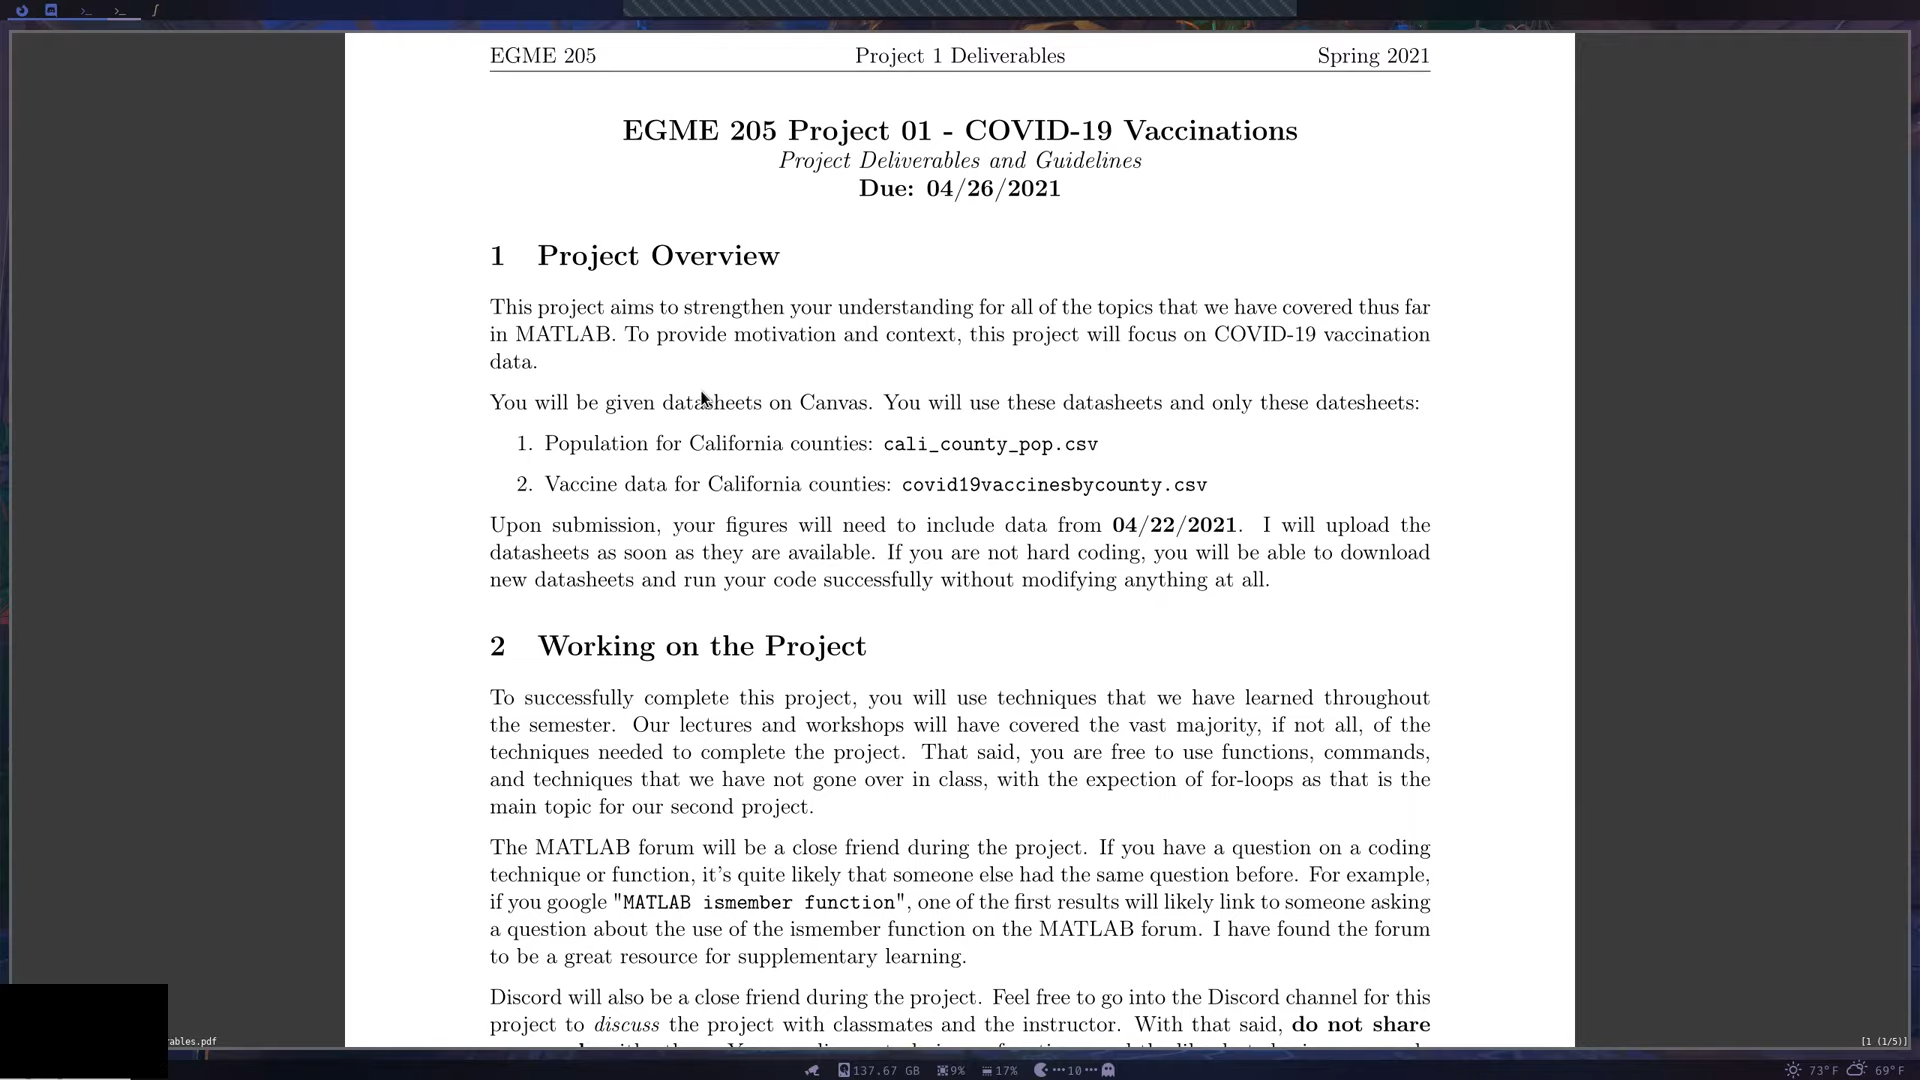 EGME 205 Project 1 Deliverables Spring 2021
EGME 205 Project 01 - COVID-19 Vaccinations
Project Deliverables and Guidelines
Due: 04/26/2021
1 Project Overview
This project aims to strengthen your understanding for all of the topics that we have covered thus far
in MATLAB. To provide motivation and context, this project will focus on COVID-19 vaccination
data.
You will be given datasheets on Canvas. You will use these datasheets and only these datesheets:
1. Population for California counties: cali_county_pop.csv
2. Vaccine data for California counties: covid19vaccinesbycounty.csv
Upon submission, your figures will need to include data from 04/22/2021. I will upload the
datasheets as soon as they are available. If you are not hard coding, you will be able to download
new datasheets and run your code successfully without modifying anything at all.
2 Working on the Project
To successfully complete this project, you will use techniques that we have learned throughout
the semester. Our lectures and workshops will have covered the vast majority, if not all, of the
techniques needed to complete the project. That said, you are free to use functions, commands,
and techniques that we have not gone over in class, with the expection of for-loops as that is the
main topic for our second project.
The MATLAB forum will be a close friend during the project. If you have a question on a coding
technique or function, it's quite likely that someone else had the same question before. For example,
if you google "MATLAB ismember function", one of the first results will likely link to someone asking
a question about the use of the ismember function on the MATLAB forum. I have found the forum
to be a great resource for supplementary learning.
Discord will also be a close friend during the project. Feel free to go into the Discord channel for this
project to discuss the project with classmates and the instructor. With that said, do not share
rables.pdf [1 (1/5)]
137.67 GB 9% 17% 10 73°F 69°F